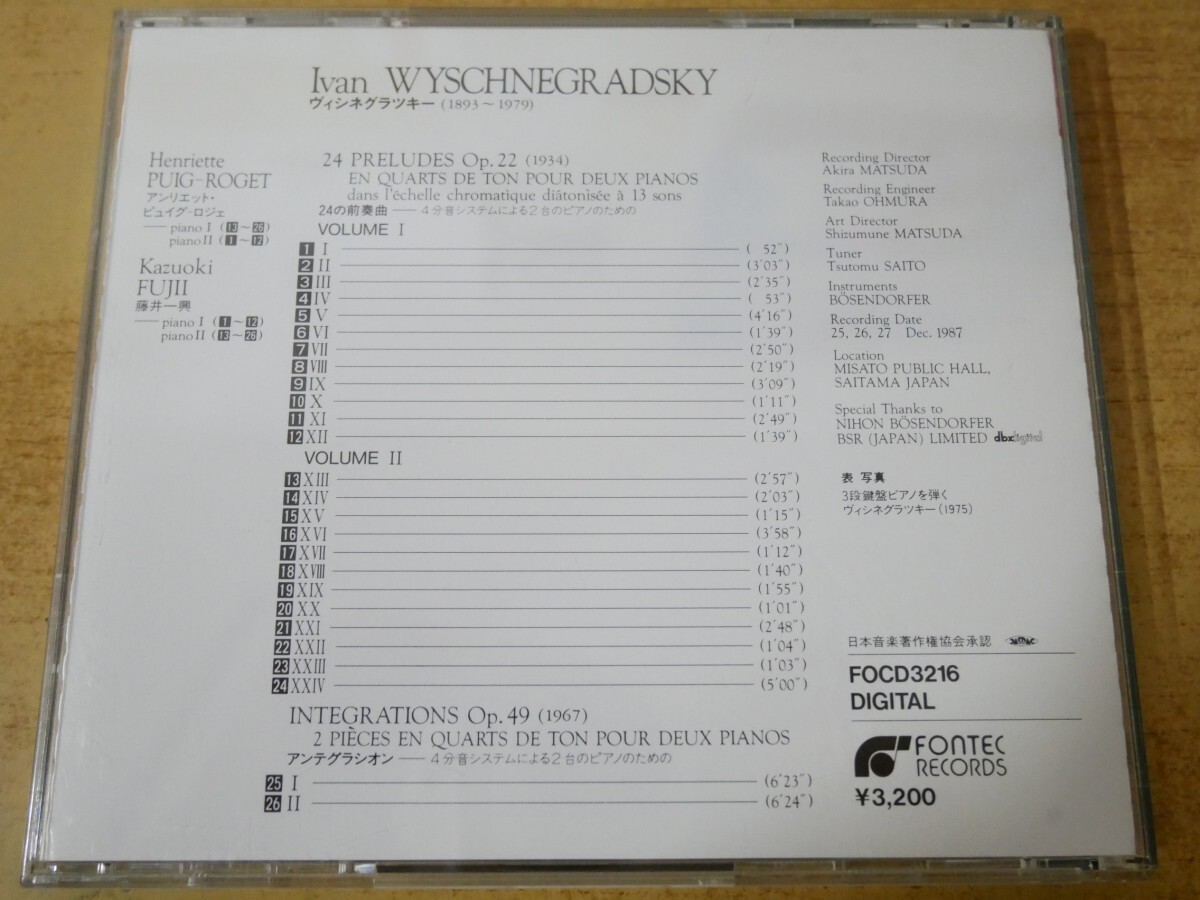 Ivan WYSCHNEGRADSKY
ヴィシネグラツキー (1893～1979)
Henriette
PUIG-ROGET
アンリエット・
ピュイグ-ロジェ
piano I (13～26)
piano II (1～12)
Kazuoki
FUJII
藤井一興
piano I (1～12)
piano II (13～26)
24 PRELUDES Op. 22 (1934)
EN QUARTS DE TON POUR DEUX PIANOS
dans l'échelle chromatique diâtonisée à 13 sons
24の前奏曲 — 4分音システムによる2台のピアノのための
VOLUME I
1 I ( 52")
2 II (3'03")
3 III (2'35")
4 IV ( 53")
5 V (4'16")
6 VI (1'39")
7 VII (2'50")
8 VIII (2'19")
9 IX (3'09")
10 X (1'11")
11 XI (2'49")
12 XII (1'39")
VOLUME II
13 XIII (2'57")
14 XIV (2'03")
15 XV (1'15")
16 XVI (3'58")
17 XVII (1'12")
18 XVIII (1'40")
19 XIX (1'55")
20 XX (1'01")
21 XXI (2'48")
22 XXII (1'04")
23 XXIII (1'03")
24 XXIV (5'00")
INTEGRATIONS Op. 49 (1967)
2 PIÈCES EN QUARTS DE TON POUR DEUX PIANOS
アンテグラシオン — 4分音システムによる2台のピアノのための
25 I (6'23")
26 II (6'24")
Recording Director
Akira MATSUDA
Recording Engineer
Takao OHMURA
Art Director
Shizumune MATSUDA
Tuner
Tsutomu SAITO
Instruments
BÖSENDORFER
Recording Date
25, 26, 27 Dec. 1987
Location
MISATO PUBLIC HALL,
SAITAMA JAPAN
Special Thanks to
NIHON BÖSENDORFER
BSR (JAPAN) LIMITED dbxdigital
表 写真
3段鍵盤ピアノを弾く
ヴィシネグラツキー (1975)
日本音楽著作権協会承認 JASRAC
FOCD3216
DIGITAL
FONTEC
RECORDS
¥3,200